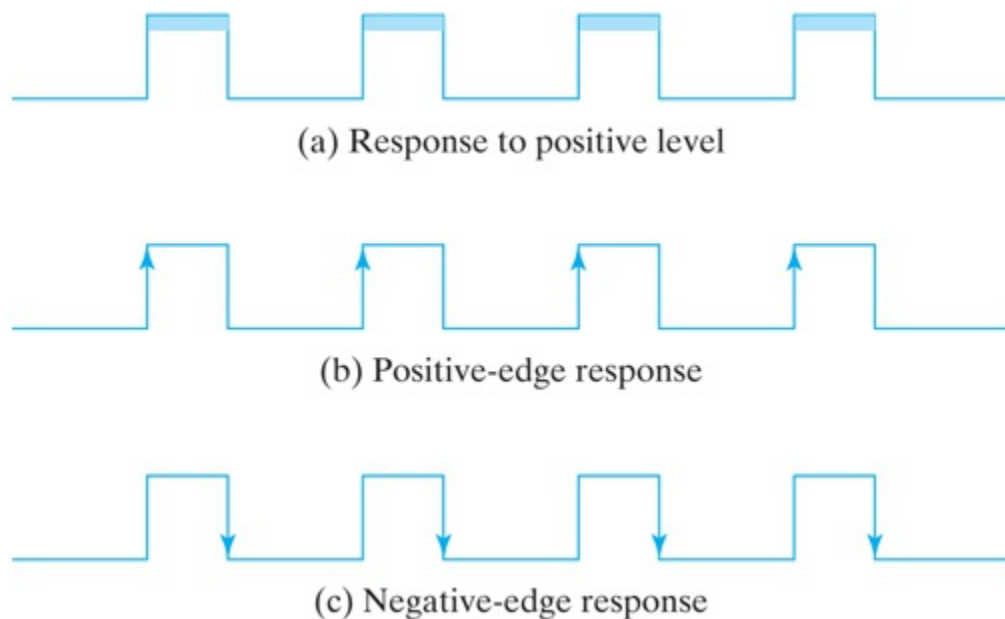 (a) Response to positive level
(b) Positive-edge response
(c) Negative-edge response